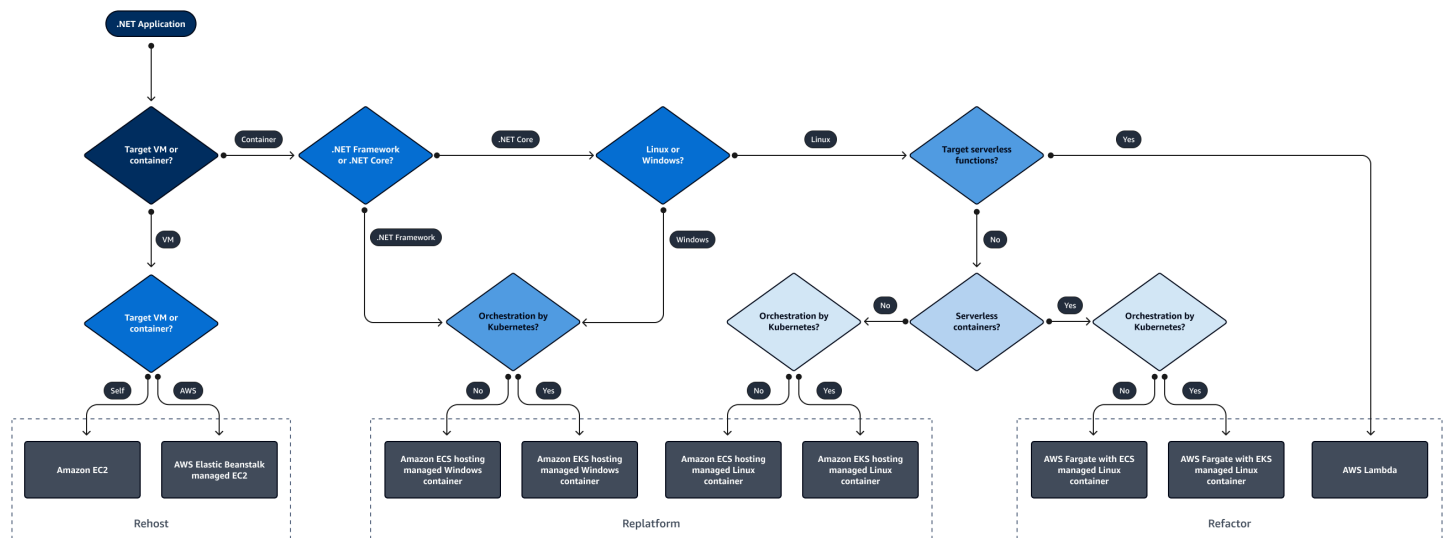 .NET Application
Target VM or
container?
Container
.NET Framework
or .NET Core?
.NET Core
Linux or
Windows?
Linux
Target serverless
functions?
Yes
VM
.NET Framework
Windows
No
Target VM or
container?
Orchestration by
Kubernetes?
Orchestration by
Kubernetes?
No
Serverless
containers?
Yes
Orchestration by
Kubernetes?
Self
AWS
No
Yes
No
Yes
No
Yes
Amazon EC2
AWS Elastic Beanstalk
managed EC2
Amazon ECS hosting
managed Windows
container
Amazon EKS hosting
managed Windows
container
Amazon ECS hosting
managed Linux
container
Amazon EKS hosting
managed Linux
container
AWS Fargate with ECS
managed Linux
container
AWS Fargate with EKS
managed Linux
container
AWS Lambda
Rehost
Replatform
Refactor